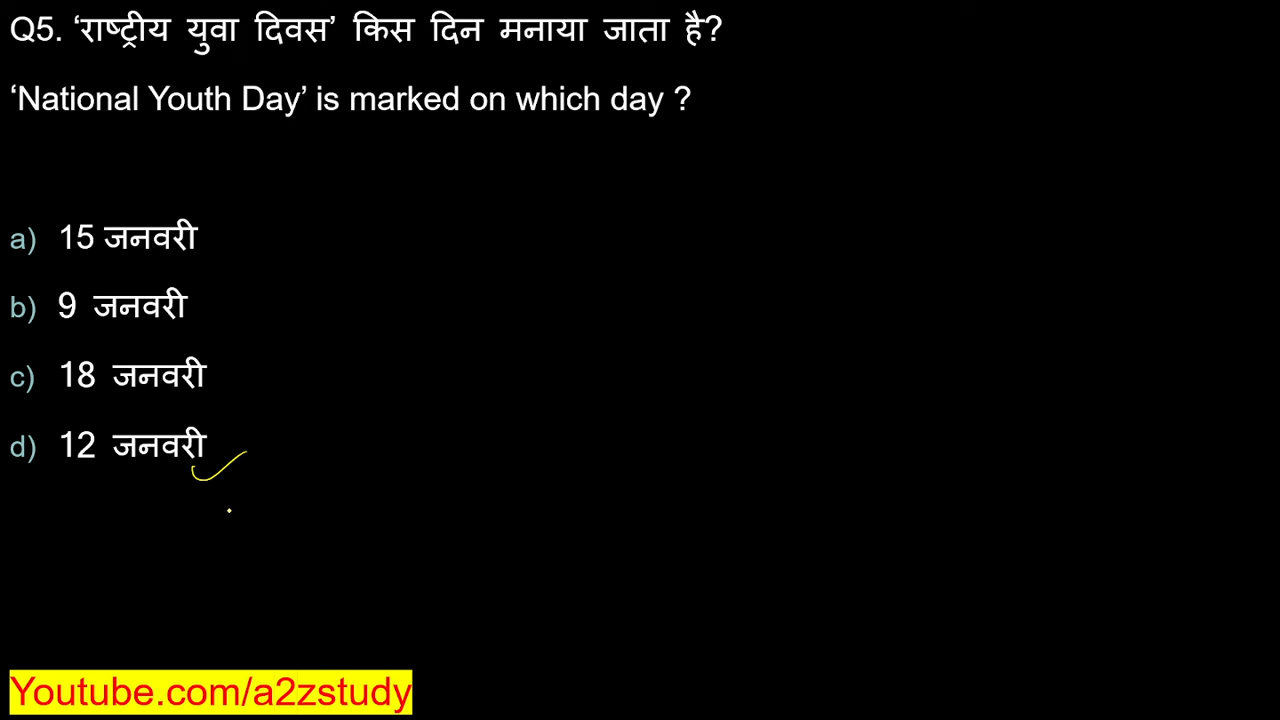 Q5. ‘राष्ट्रीय युवा दिवस’ किस दिन मनाया जाता है?
‘National Youth Day’ is marked on which day ?
a) 15 जनवरी
b) 9 जनवरी
c) 18 जनवरी
d) 12 जनवरी
Youtube.com/a2zstudy